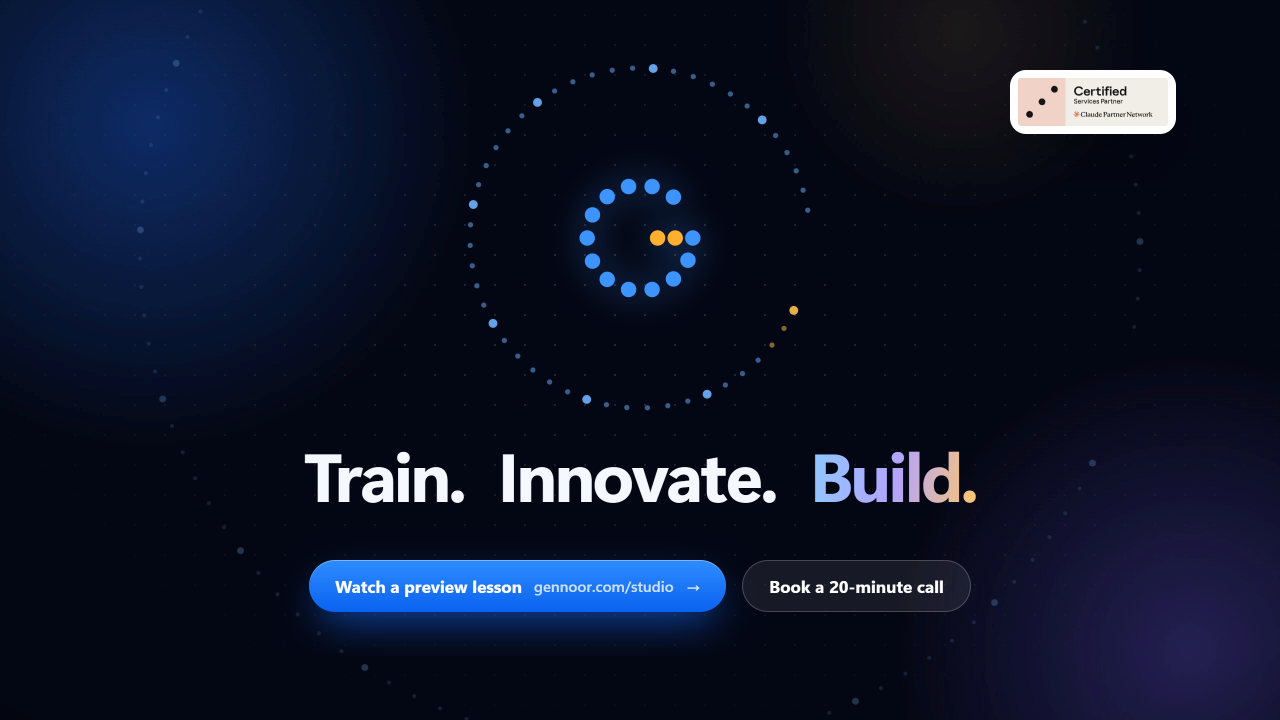 Certified
Services Partner
Claude Partner Network
Train. Innovate. Build.
Watch a preview lesson gennoor.com/studio →
Book a 20-minute call